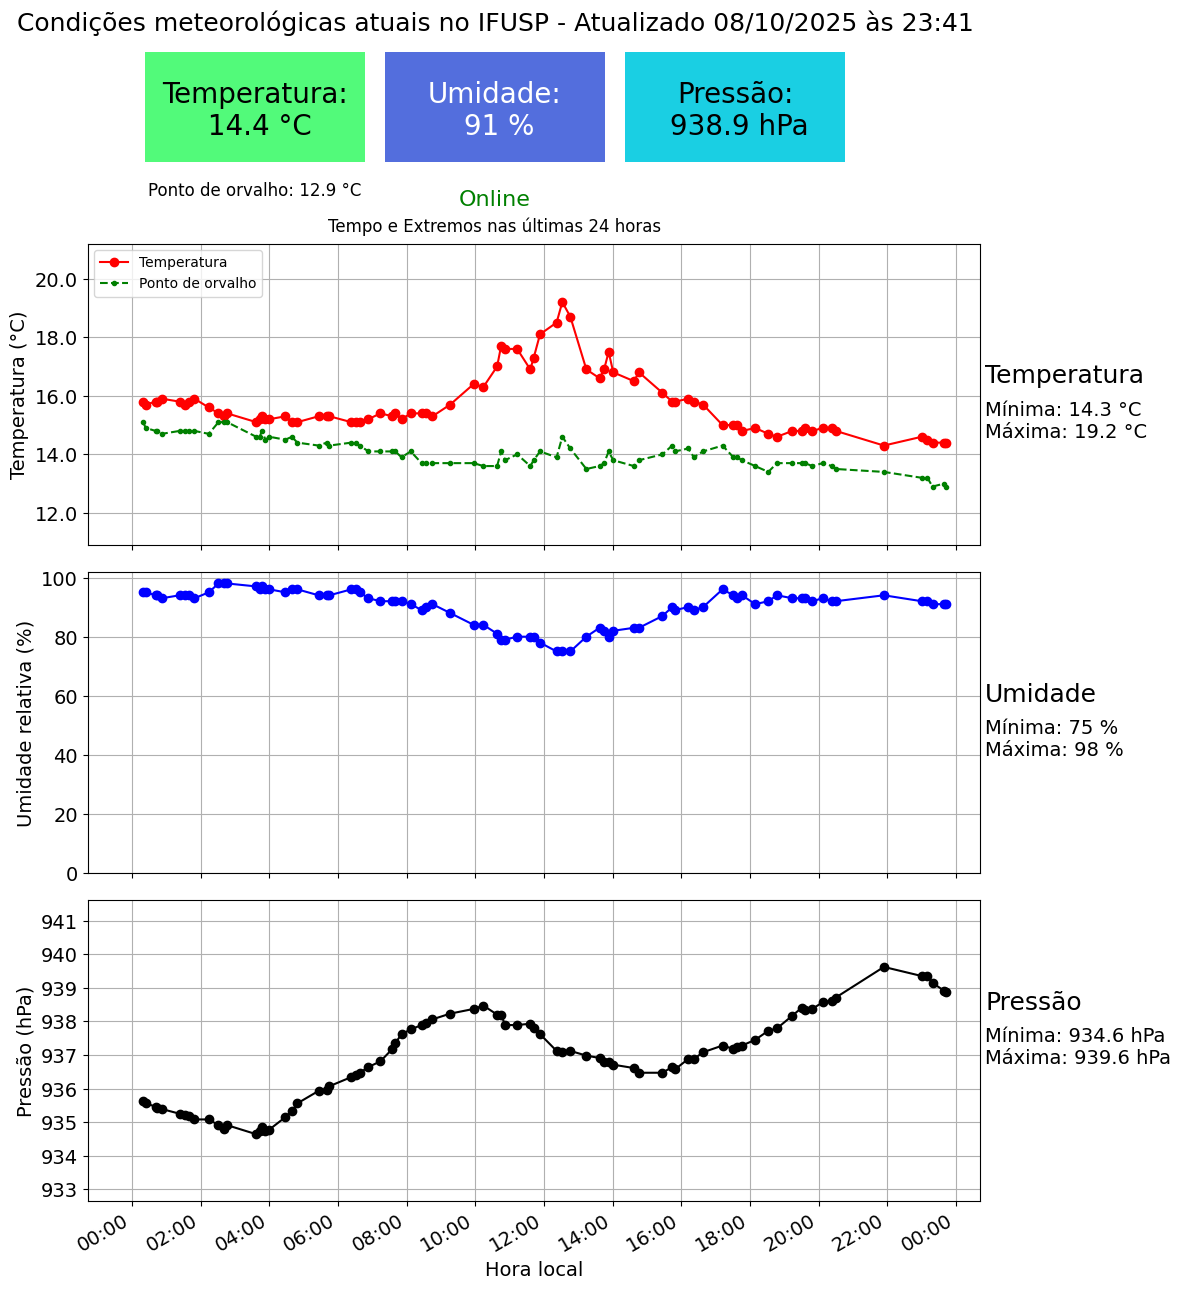 Condições meteorológicas atuais no IFUSP - Atualizado 08/10/2025 às 23:41
Temperatura:
14.4 °C
Umidade:
91 %
Pressão:
938.9 hPa
Ponto de orvalho: 12.9 °C
Online
Tempo e Extremos nas últimas 24 horas
Temperatura
Ponto de orvalho
Temperatura (°C)
20.0
18.0
16.0
14.0
12.0
Temperatura
Mínima: 14.3 °C
Máxima: 19.2 °C
Umidade relativa (%)
100
80
60
40
20
0
Umidade
Mínima: 75 %
Máxima: 98 %
Pressão (hPa)
941
940
939
938
937
936
935
934
933
Pressão
Mínima: 934.6 hPa
Máxima: 939.6 hPa
00:00 02:00 04:00 06:00 08:00 10:00 12:00 14:00 16:00 18:00 20:00 22:00 00:00
Hora local